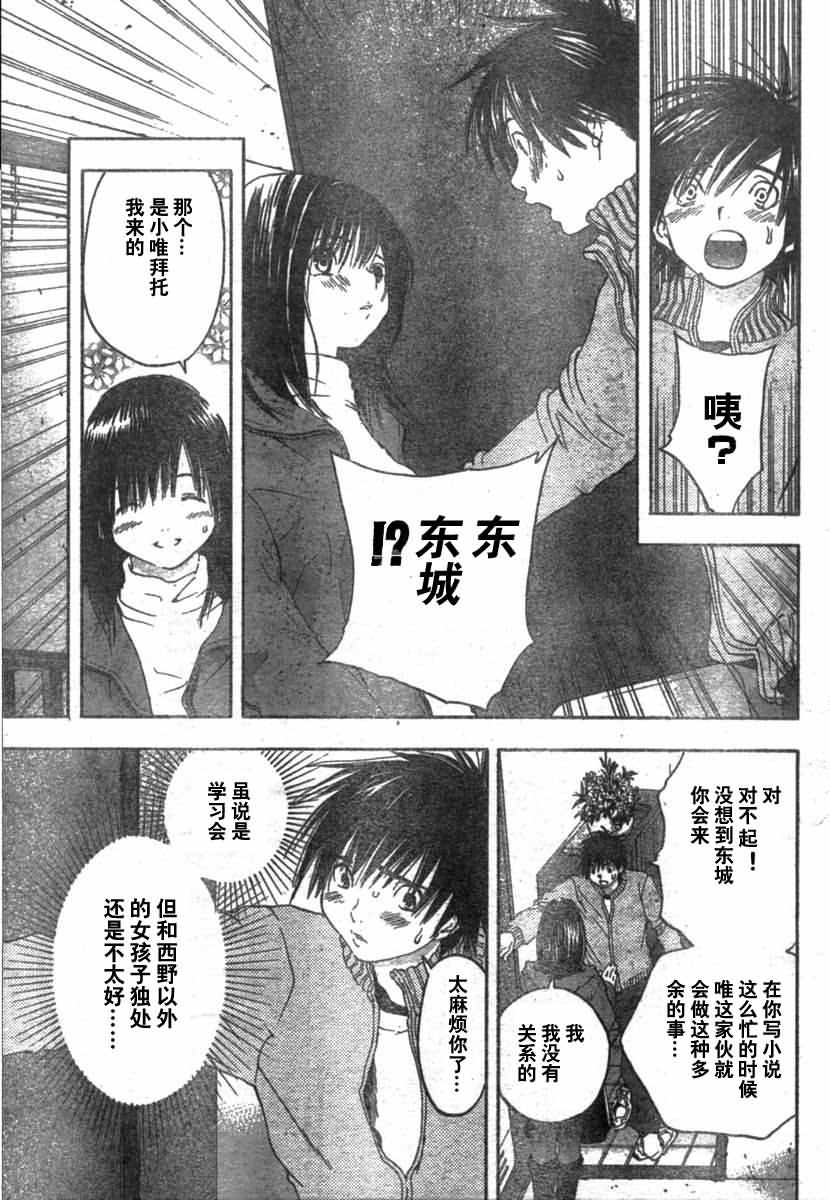 咦？
东
东城
!?
那个…
是小唯拜托
我来的
对
对不起！
没想到东城
你会来
在你写小说
这么忙的时候
唯这家伙就
会做这种多
余的事…
我
我没有
关系的
太麻烦
你了…
虽说是
学习会
但和西野以外
的女孩子独处
还是不太好……